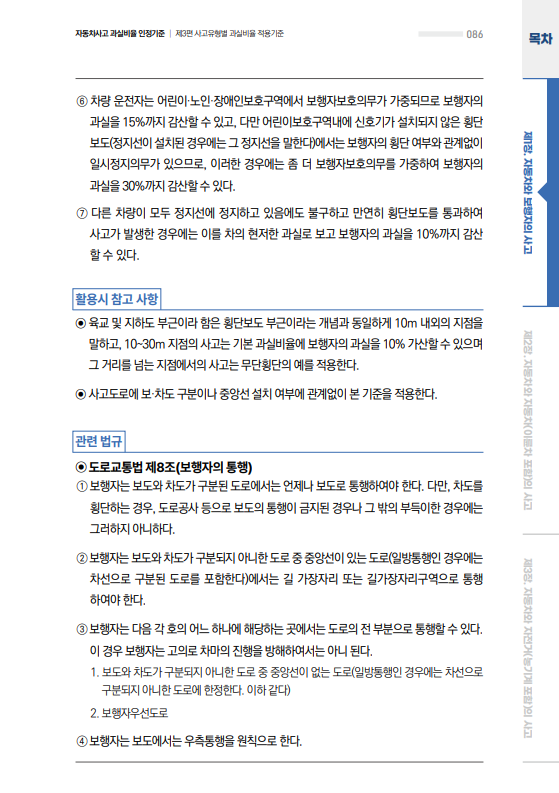 자동차사고 과실비율 인정기준 | 제3편 사고유형별 과실비율 적용기준
086
목차
⑥ 차량 운전자는 어린이·노인·장애인보호구역에서 보행자보호의무가 가중되므로 보행자의
과실을 15%까지 감산할 수 있고, 다만 어린이보호구역내에 신호기가 설치되지 않은 횡단
보도(정지선이 설치된 경우에는 그 정지선을 말한다)에서는 보행자의 횡단 여부와 관계없이
일시정지의무가 있으므로, 이러한 경우에는 좀 더 보행자보호의무를 가중하여 보행자의
과실을 30%까지 감산할 수 있다.
⑦ 다른 차량이 모두 정지선에 정지하고 있음에도 불구하고 만연히 횡단보도를 통과하여
사고가 발생한 경우에는 이를 차의 현저한 과실로 보고 보행자의 과실을 10%까지 감산
할 수 있다.
활용시 참고 사항
◉ 육교 및 지하도 부근이라 함은 횡단보도 부근이라는 개념과 동일하게 10m 내외의 지점을
말하고, 10~30m 지점의 사고는 기본 과실비율에 보행자의 과실을 10% 가산할 수 있으며
그 거리를 넘는 지점에서의 사고는 무단횡단의 예를 적용한다.
◉ 사고도로에 보·차도 구분이나 중앙선 설치 여부에 관계없이 본 기준을 적용한다.
관련 법규
◉ 도로교통법 제8조(보행자의 통행)
① 보행자는 보도와 차도가 구분된 도로에서는 언제나 보도로 통행하여야 한다. 다만, 차도를
횡단하는 경우, 도로공사 등으로 보도의 통행이 금지된 경우나 그 밖의 부득이한 경우에는
그러하지 아니하다.
② 보행자는 보도와 차도가 구분되지 아니한 도로 중 중앙선이 있는 도로(일방통행인 경우에는
차선으로 구분된 도로를 포함한다)에서는 길 가장자리 또는 길가장자리구역으로 통행
하여야 한다.
③ 보행자는 다음 각 호의 어느 하나에 해당하는 곳에서는 도로의 전 부분으로 통행할 수 있다.
이 경우 보행자는 고의로 차마의 진행을 방해하여서는 아니 된다.
1. 보도와 차도가 구분되지 아니한 도로 중 중앙선이 없는 도로(일방통행인 경우에는 차선으로
구분되지 아니한 도로에 한정한다. 이하 같다)
2. 보행자우선도로
④ 보행자는 보도에서는 우측통행을 원칙으로 한다.
제1장. 자동차와 보행자의 사고
제2장. 자동차와 자동차(이륜차 포함)의 사고
제3장. 자동차와 자전거(농기계 포함)의 사고